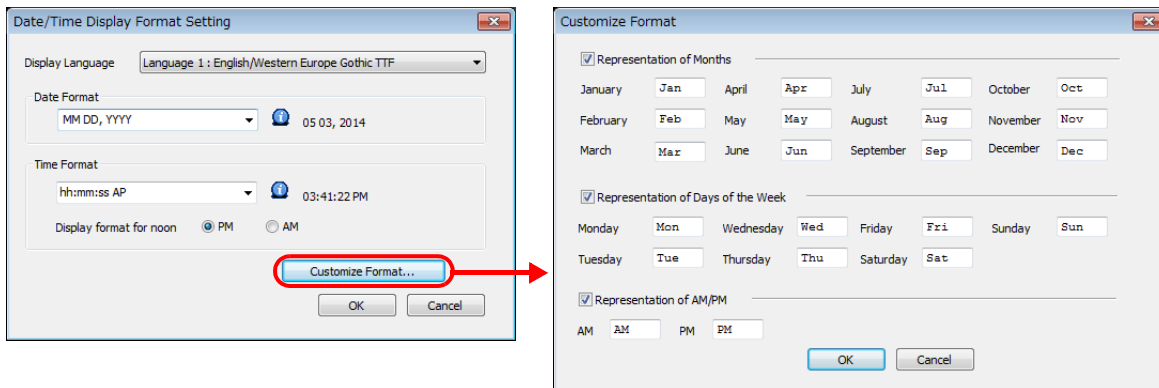 Date/Time Display Format Setting
Display Language Language 1 : English/Western Europe Gothic TTF
Date Format
MM DD, YYYY 05 03, 2014
Time Format
hh:mm:ss AP 03:41:22 PM
Display format for noon PM AM
Customize Format...
OK Cancel
Customize Format
Representation of Months
January Jan April Apr July Jul October Oct
February Feb May May August Aug November Nov
March Mar June Jun September Sep December Dec
Representation of Days of the Week
Monday Mon Wednesday Wed Friday Fri Sunday Sun
Tuesday Tue Thursday Thu Saturday Sat
Representation of AM/PM
AM AM PM PM
OK Cancel